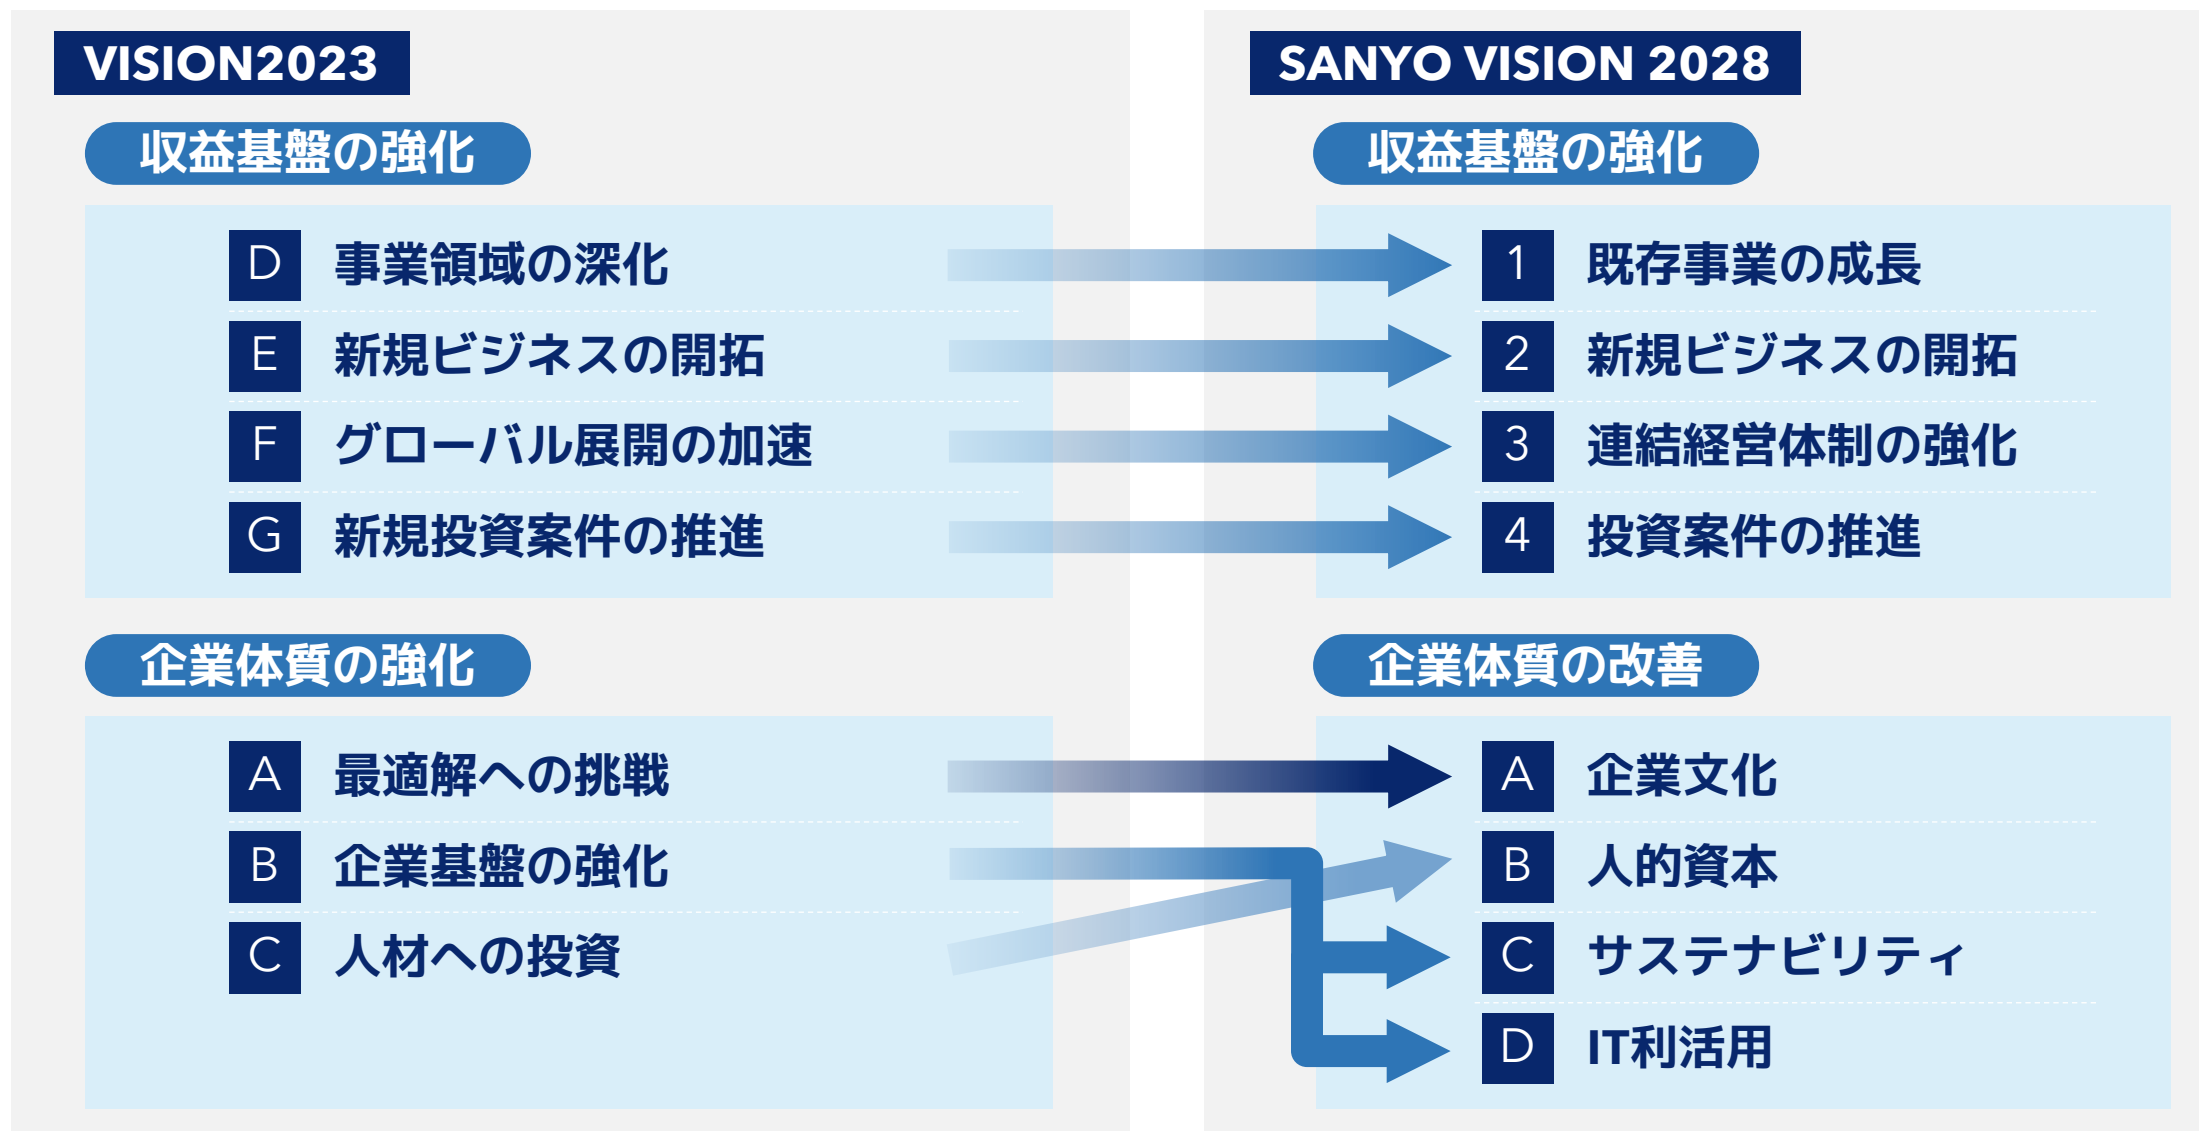 VISION2023
収益基盤の強化
D 事業領域の深化
E 新規ビジネスの開拓
F グローバル展開の加速
G 新規投資案件の推進
企業体質の強化
A 最適解への挑戦
B 企業基盤の強化
C 人材への投資
SANYO VISION 2028
収益基盤の強化
1 既存事業の成長
2 新規ビジネスの開拓
3 連結経営体制の強化
4 投資案件の推進
企業体質の改善
A 企業文化
B 人的資本
C サステナビリティ
D IT利活用